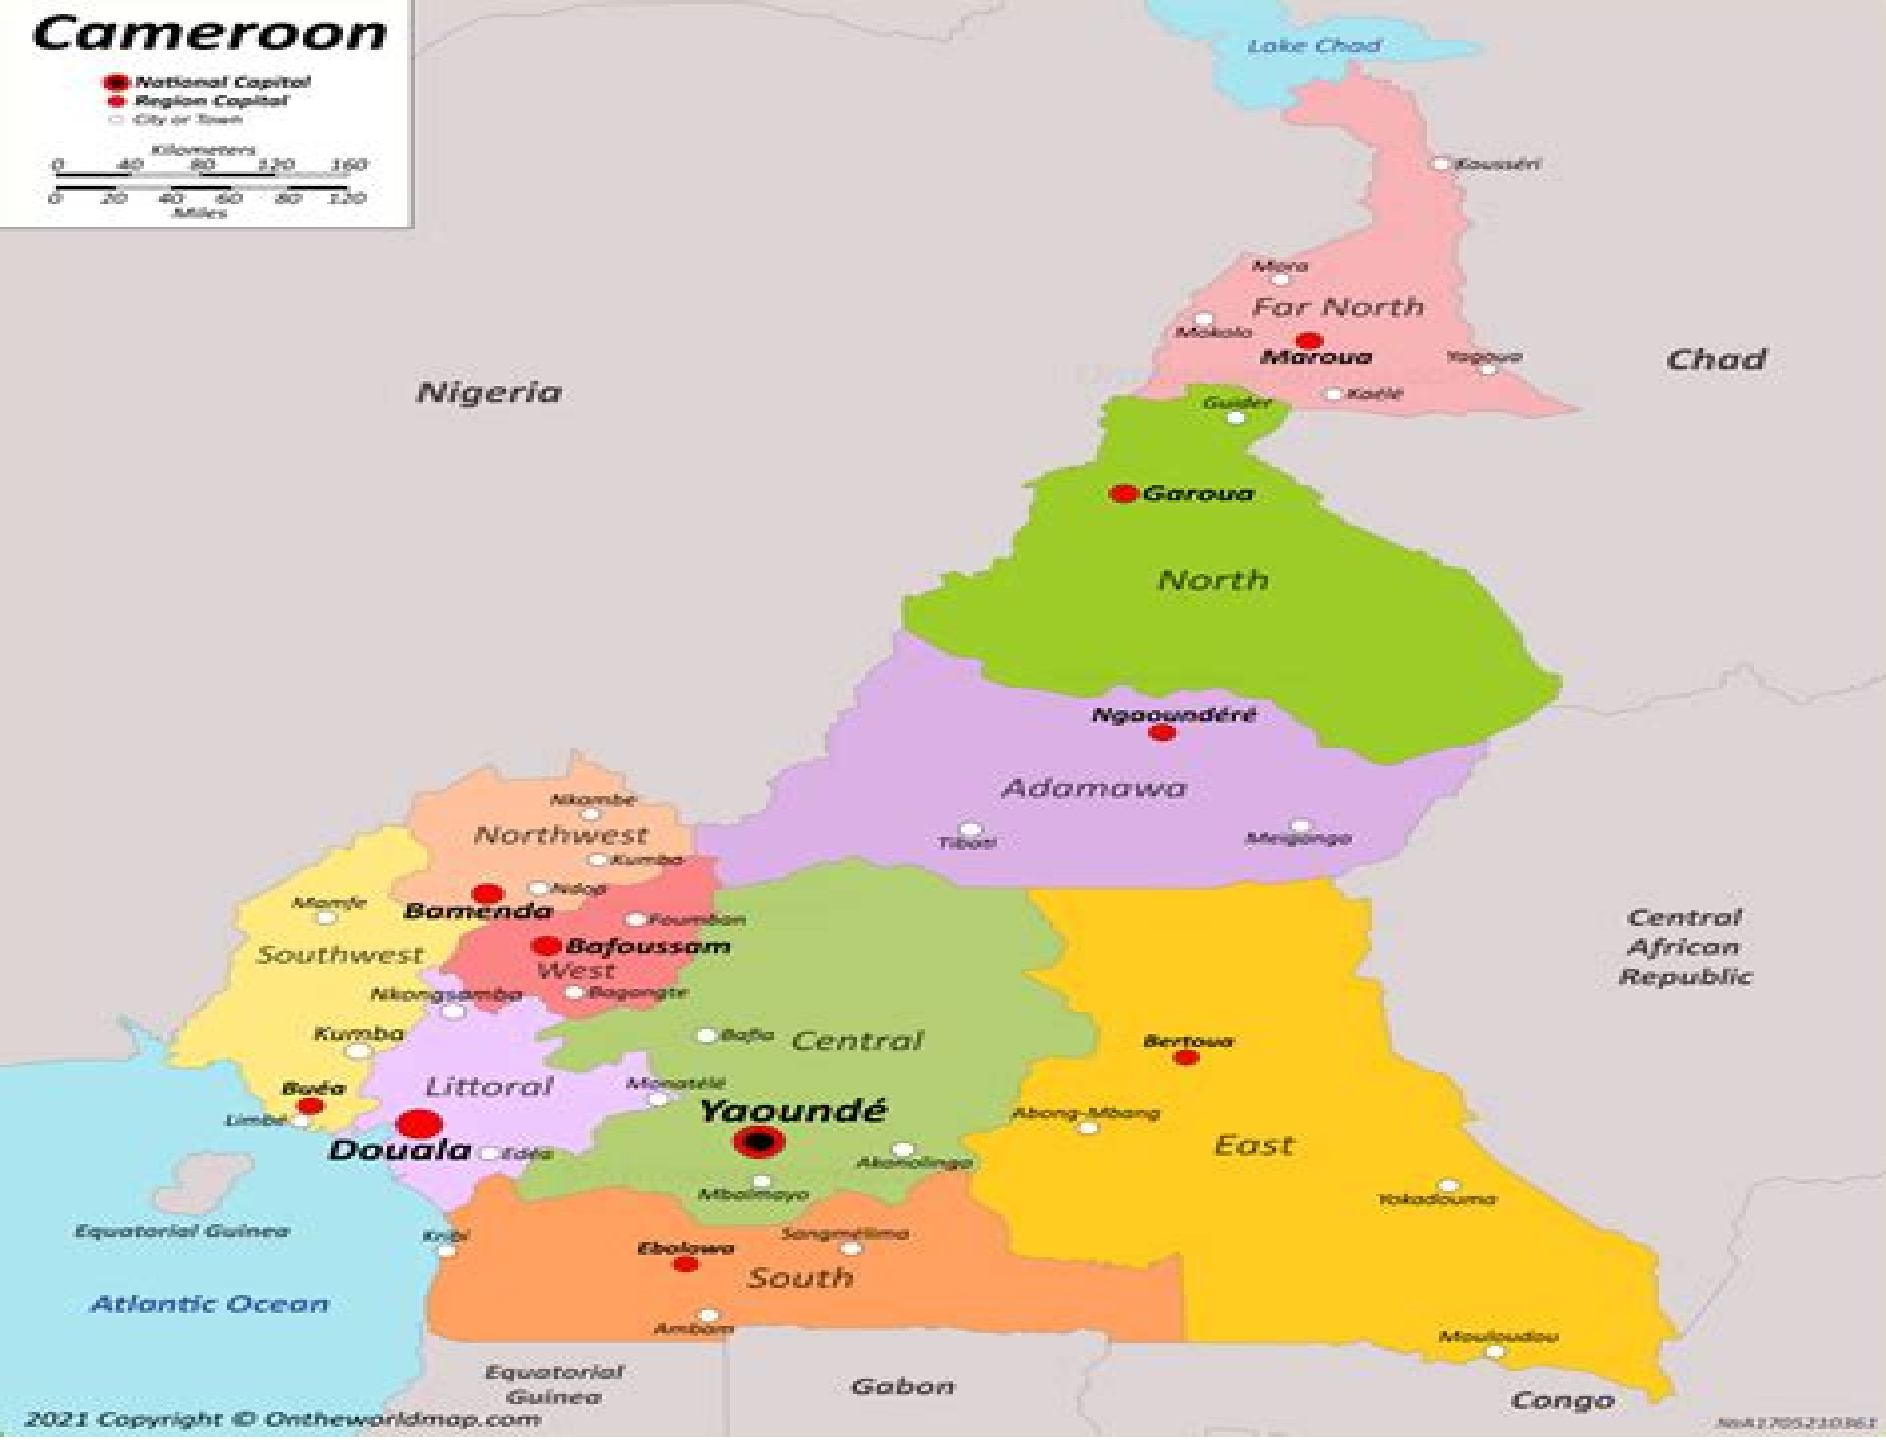 Cameroon
National Capital
Region Capital
City or Town
Kilometers
0 40 80 120 160
0 20 40 60 80 120
Miles
Lake Chad
Kousséri
Mora
Far North
Mokolo
Maroua
Yagoua
Kaélé
Chad
Nigeria
Guider
Garoua
North
Ngaoundéré
Adamawa
Tibati
Meiganga
Nkambe
Northwest
Kumbo
Ndop
Bamenda
Mamfe
Foumban
Bafoussam
Southwest
West
Bagangte
Nkongsamba
Central
African
Republic
Kumba
Bafia
Central
Bertoua
Buéa
Littoral
Monatélé
Limbé
Yaoundé
Abong-Mbang
Douala
Edéa
Akonolinga
East
Mbalmayo
Yokadouma
Equatorial Guinea
Kribi
Ebolowa
Sangmélima
South
Atlantic Ocean
Ambam
Mouloudou
Equatorial
Guinea
Gabon
Congo
2021 Copyright © Ontheworldmap.com